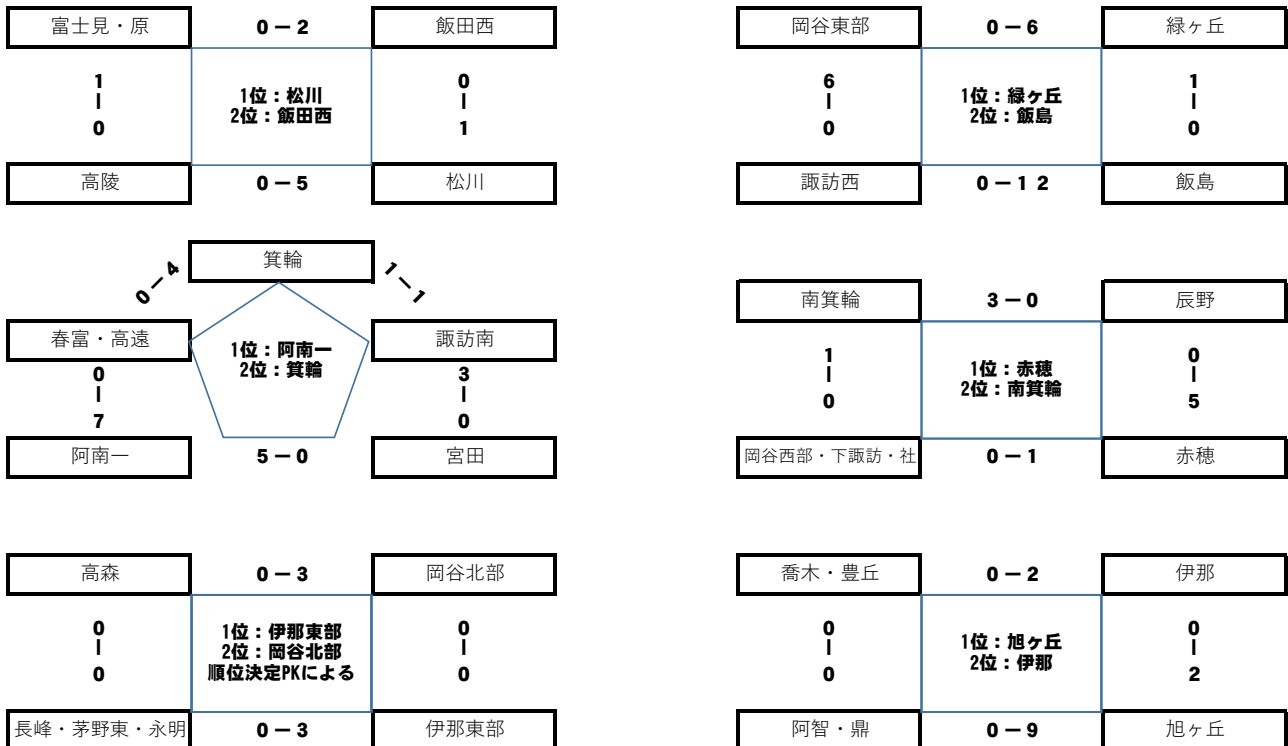 富士見・原 0－2 飯田西
1
|
0
1位：松川
2位：飯田西
0
|
1
高陵 0－5 松川
岡谷東部 0－6 緑ヶ丘
6
|
0
1位：緑ヶ丘
2位：飯島
1
|
0
諏訪西 0－12 飯島
箕輪
0－4
1－1
春富・高遠
諏訪南
1位：阿南一
2位：箕輪
0
|
7
3
|
0
阿南一 5－0 宮田
南箕輪 3－0 辰野
1
|
0
1位：赤穂
2位：南箕輪
0
|
5
岡谷西部・下諏訪・社 0－1 赤穂
高森 0－3 岡谷北部
0
|
0
1位：伊那東部
2位：岡谷北部
順位決定PKによる
0
|
0
長峰・茅野東・永明 0－3 伊那東部
喬木・豊丘 0－2 伊那
0
|
0
1位：旭ヶ丘
2位：伊那
0
|
2
阿智・鼎 0－9 旭ヶ丘